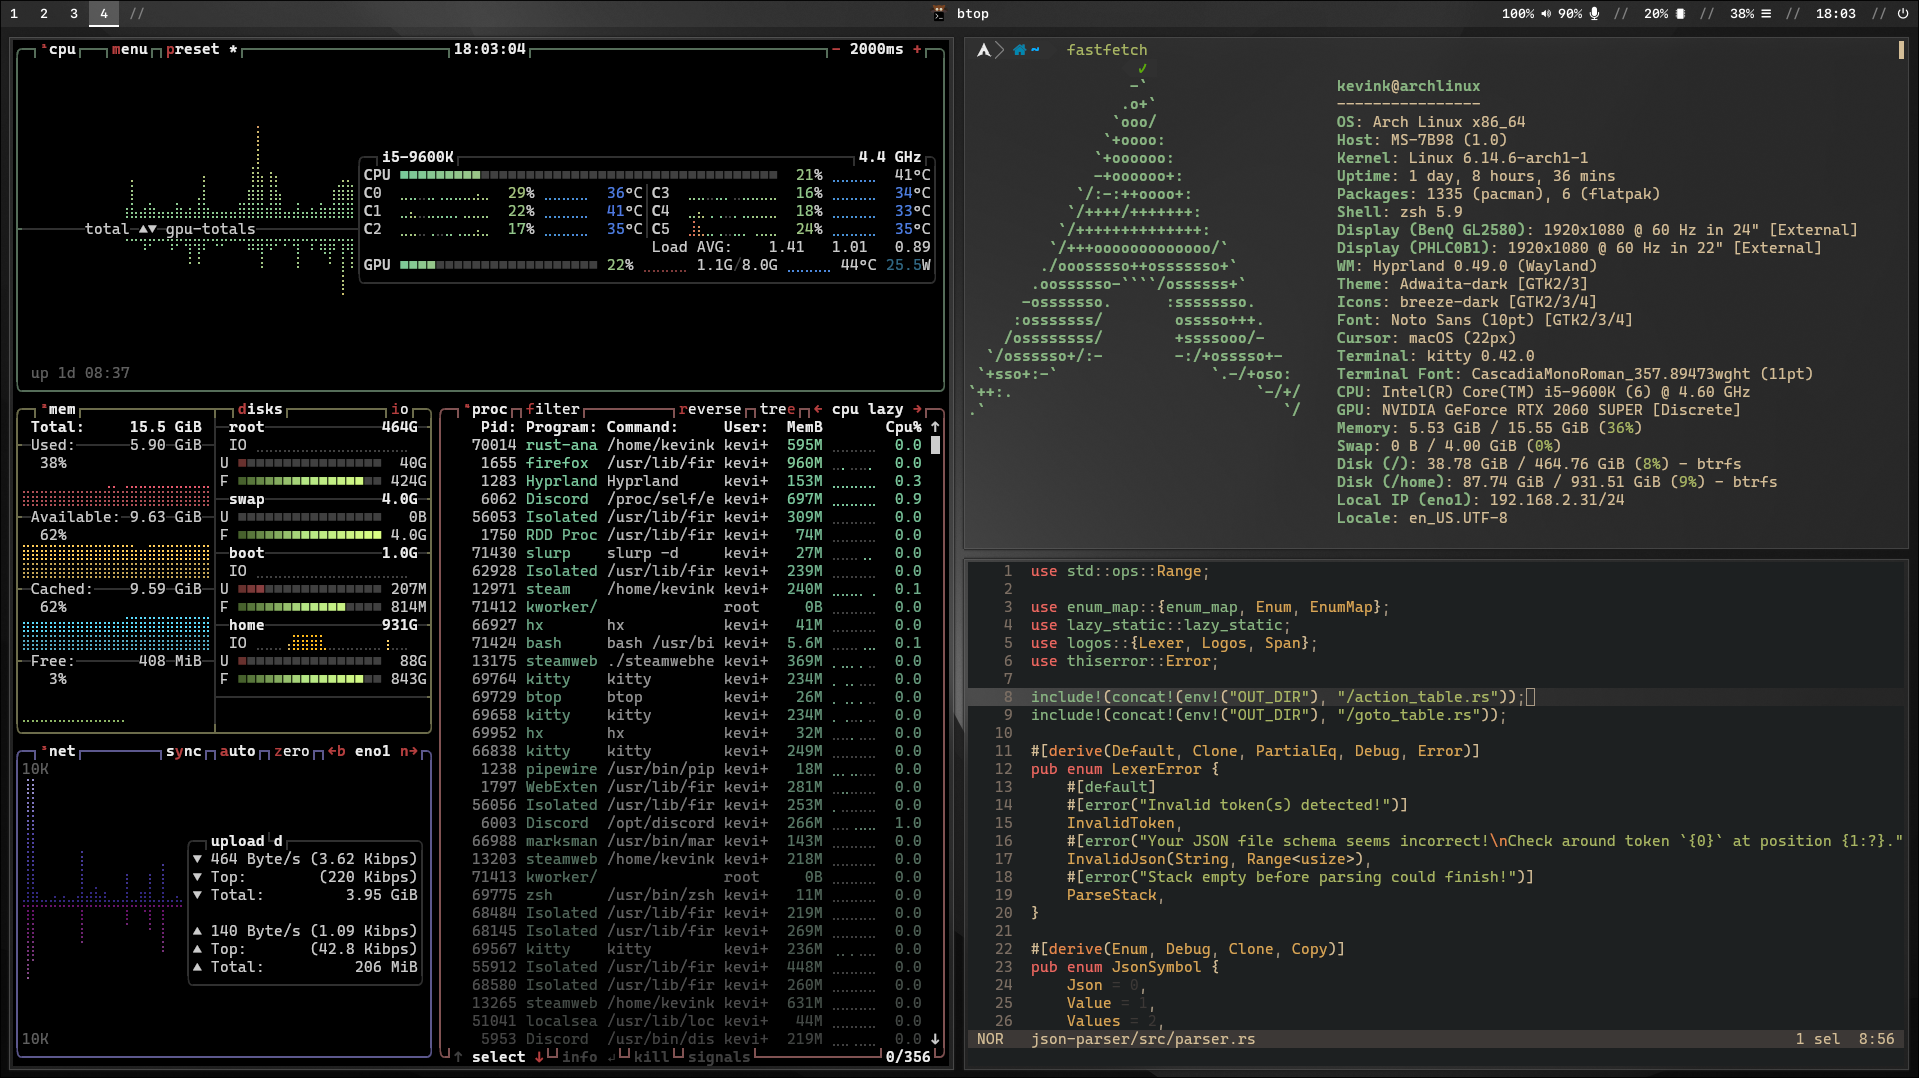 1 2 3 4 //
btop
100% 90% // 20% // 38% // 18:03 //
cpu menu preset * 18:03:04 - 2000ms +
i5-9600K 4.4 GHz
CPU 21% 41°C
C0 29% 36°C C3 16% 34°C
C1 22% 41°C C4 18% 33°C
C2 17% 35°C C5 24% 35°C
total ▲▼ gpu-totals
Load AVG: 1.41 1.01 0.89
GPU 22% 1.1G/8.0G 44°C 25.5W
up 1d 08:37
mem
Total: 15.5 GiB
Used: 5.90 GiB
38%
Available: 9.63 GiB
62%
Cached: 9.59 GiB
62%
Free: 408 MiB
3%
disks io
root 464G
IO
U 40G
F 424G
swap 4.0G
U 0B
F 4.0G
boot 1.0G
IO
U 207M
F 814M
home 931G
IO
U 88G
F 843G
net sync auto zero ←b eno1 n→
10K
upload d
▼ 464 Byte/s (3.62 Kibps)
▼ Top: (220 Kibps)
▼ Total: 3.95 GiB
▲ 140 Byte/s (1.09 Kibps)
▲ Top: (42.8 Kibps)
▲ Total: 206 MiB
10K
proc filter reverse tree ← cpu lazy →
Pid: Program: Command: User: MemB Cpu% ↑
70014 rust-ana /home/kevink kevi+ 595M 0.0
1655 firefox /usr/lib/fir kevi+ 960M 0.0
1283 Hyprland Hyprland kevi+ 153M 0.3
6062 Discord /proc/self/e kevi+ 697M 0.9
56053 Isolated /usr/lib/fir kevi+ 309M 0.0
1750 RDD Proc /usr/lib/fir kevi+ 74M 0.0
71430 slurp slurp -d kevi+ 27M 0.0
62928 Isolated /usr/lib/fir kevi+ 239M 0.0
12971 steam /home/kevink kevi+ 240M 0.1
71412 kworker/ root 0B 0.0
66927 hx hx kevi+ 41M 0.0
71424 bash bash /usr/bi kevi+ 5.6M 0.1
13175 steamweb ./steamwebhe kevi+ 369M 0.0
69764 kitty kitty kevi+ 234M 0.0
69729 btop btop kevi+ 26M 0.0
69658 kitty kitty kevi+ 234M 0.0
69952 hx hx kevi+ 32M 0.0
66838 kitty kitty kevi+ 249M 0.0
1238 pipewire /usr/bin/pip kevi+ 18M 0.0
1797 WebExten /usr/lib/fir kevi+ 281M 0.0
56056 Isolated /usr/lib/fir kevi+ 253M 0.0
6003 Discord /opt/discord kevi+ 266M 1.0
66988 marksman /usr/bin/mar kevi+ 143M 0.0
13203 steamweb /home/kevink kevi+ 218M 0.0
71413 kworker/ root 0B 0.0
69775 zsh /usr/bin/zsh kevi+ 11M 0.0
68484 Isolated /usr/lib/fir kevi+ 219M 0.0
68145 Isolated /usr/lib/fir kevi+ 269M 0.0
69567 kitty kitty kevi+ 236M 0.0
55912 Isolated /usr/lib/fir kevi+ 448M 0.0
68580 Isolated /usr/lib/fir kevi+ 260M 0.0
13265 steamweb /home/kevink kevi+ 631M 0.0
51041 localsea /usr/lib/loc kevi+ 44M 0.0
5953 Discord /usr/bin/dis kevi+ 219M 0.0 ↓
↑ select ↓ info ↲ kill signals 0/356
~ fastfetch
✓
-`
.o+`
`ooo/
`+oooo:
`+oooooo:
-+oooooo+:
`/:-:++oooo+:
`/++++/+++++++:
`/++++++++++++++:
`/+++ooooooooooooo/`
./ooosssso++osssssso+`
.oossssso-````/ossssss+`
-osssssso. :ssssssso.
:osssssss/ osssso+++.
/ossssssss/ +ssssooo/-
`/ossssso+/:- -:/+osssso+-
`+sso+:-` `.-/+oso:
`++:. `-/+/
.` `/
kevink@archlinux
----------------
OS: Arch Linux x86_64
Host: MS-7B98 (1.0)
Kernel: Linux 6.14.6-arch1-1
Uptime: 1 day, 8 hours, 36 mins
Packages: 1335 (pacman), 6 (flatpak)
Shell: zsh 5.9
Display (BenQ GL2580): 1920x1080 @ 60 Hz in 24" [External]
Display (PHLC0B1): 1920x1080 @ 60 Hz in 22" [External]
WM: Hyprland 0.49.0 (Wayland)
Theme: Adwaita-dark [GTK2/3]
Icons: breeze-dark [GTK2/3/4]
Font: Noto Sans (10pt) [GTK2/3/4]
Cursor: macOS (22px)
Terminal: kitty 0.42.0
Terminal Font: CascadiaMonoRoman_357.89473wght (11pt)
CPU: Intel(R) Core(TM) i5-9600K (6) @ 4.60 GHz
GPU: NVIDIA GeForce RTX 2060 SUPER [Discrete]
Memory: 5.53 GiB / 15.55 GiB (36%)
Swap: 0 B / 4.00 GiB (0%)
Disk (/): 38.78 GiB / 464.76 GiB (8%) - btrfs
Disk (/home): 87.74 GiB / 931.51 GiB (9%) - btrfs
Local IP (eno1): 192.168.2.31/24
Locale: en_US.UTF-8
1 use std::ops::Range;
2
3 use enum_map::{enum_map, Enum, EnumMap};
4 use lazy_static::lazy_static;
5 use logos::{Lexer, Logos, Span};
6 use thiserror::Error;
7
8 include!(concat!(env!("OUT_DIR"), "/action_table.rs"));
9 include!(concat!(env!("OUT_DIR"), "/goto_table.rs"));
10
11 #[derive(Default, Clone, PartialEq, Debug, Error)]
12 pub enum LexerError {
13 #[default]
14 #[error("Invalid token(s) detected!")]
15 InvalidToken,
16 #[error("Your JSON file schema seems incorrect!\nCheck around token `{0}` at position {1:?}."
17 InvalidJson(String, Range<usize>),
18 #[error("Stack empty before parsing could finish!")]
19 ParseStack,
20 }
21
22 #[derive(Enum, Debug, Clone, Copy)]
23 pub enum JsonSymbol {
24 Json = 0,
25 Value = 1,
26 Values = 2,
NOR json-parser/src/parser.rs 1 sel 8:56